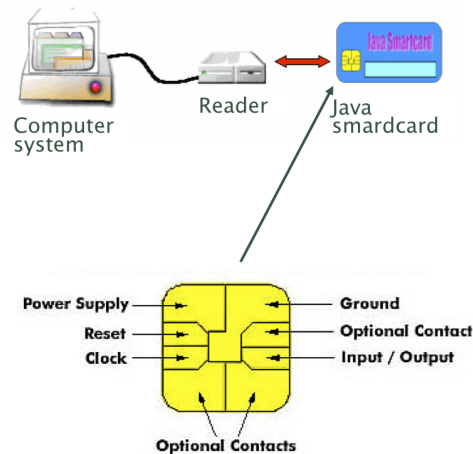 Java Smartcard
Reader
Java
smardcard
Computer
system
Power Supply
Ground
Reset
Optional Contact
Clock
Input / Output
Optional Contacts